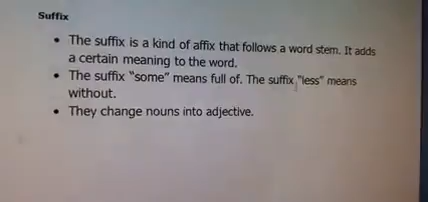 Suffix
• The suffix is a kind of affix that follows a word stem. It adds
a certain meaning to the word.
• The suffix "some" means full of. The suffix "less" means
without.
• They change nouns into adjective.